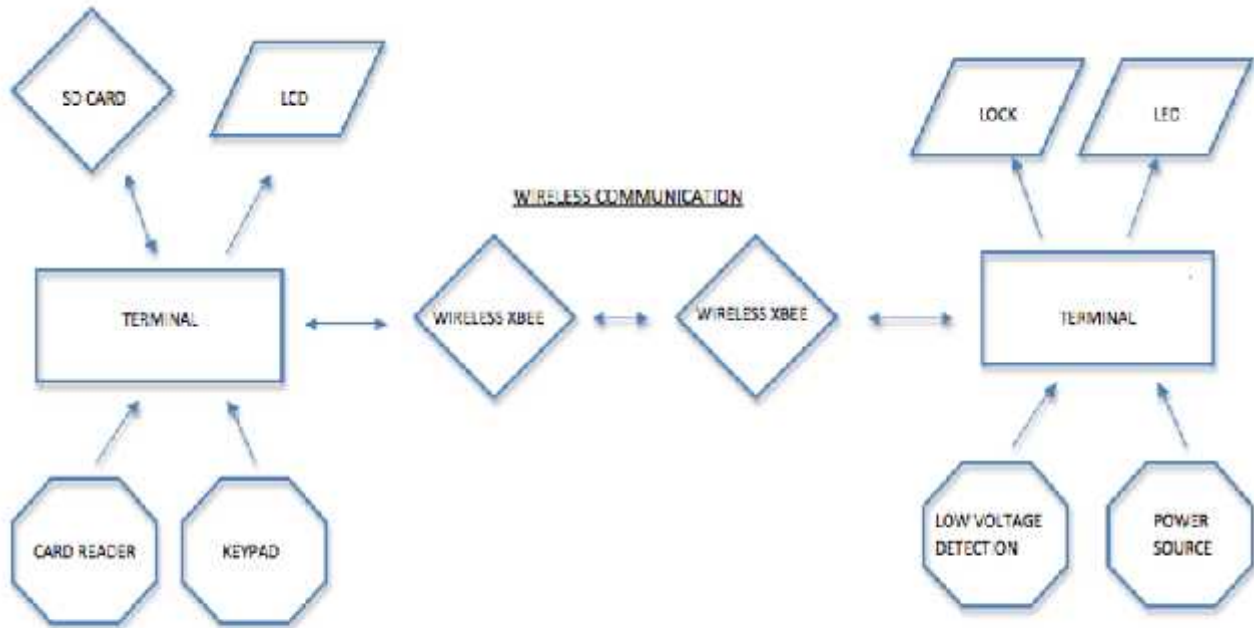 SD CARD
LCD
LOCK
LED
WIRELESS COMMUNICATION
TERMINAL
WIRELESS XBEE
WIRELESS XBEE
TERMINAL
CARD READER
KEYPAD
LOW VOLTAGE
DETECTION
POWER
SOURCE